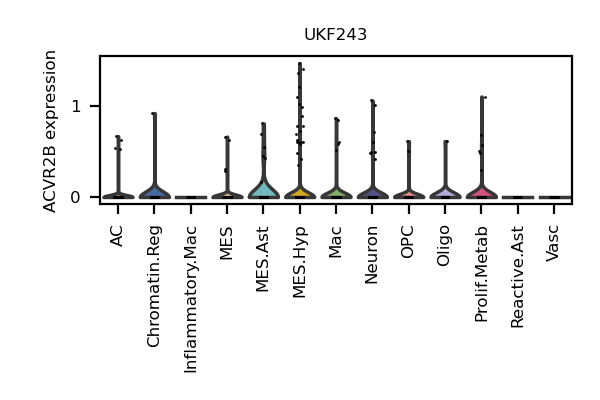 UKF243
ACVR2B expression
1
0
AC
Chromatin.Reg
Inflammatory.Mac
MES
MES.Ast
MES.Hyp
Mac
Neuron
OPC
Oligo
Prolif.Metab
Reactive.Ast
Vasc